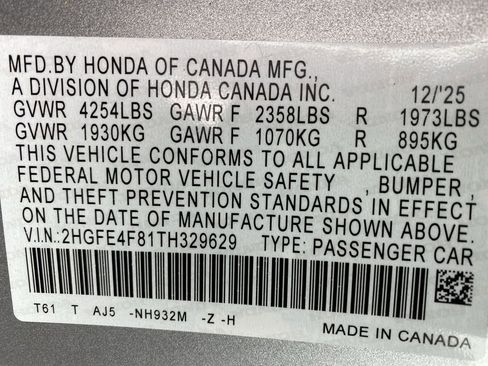 MFD.BY HONDA OF CANADA MFG.,
A DIVISION OF HONDA CANADA INC. 12/'25
GVWR 4254LBS GAWR F 2358LBS R 1973LBS
GVWR 1930KG GAWR F 1070KG R 895KG
THIS VEHICLE CONFORMS TO ALL APPLICABLE
FEDERAL MOTOR VEHICLE SAFETY , BUMPER,
AND THEFT PREVENTION STANDARDS IN EFFECT
ON THE DATE OF MANUFACTURE SHOWN ABOVE.
V.I.N:2HGFE4F81TH329629 TYPE: PASSENGER CAR
T61 T AJ5 -NH932M -Z -H
MADE IN CANADA